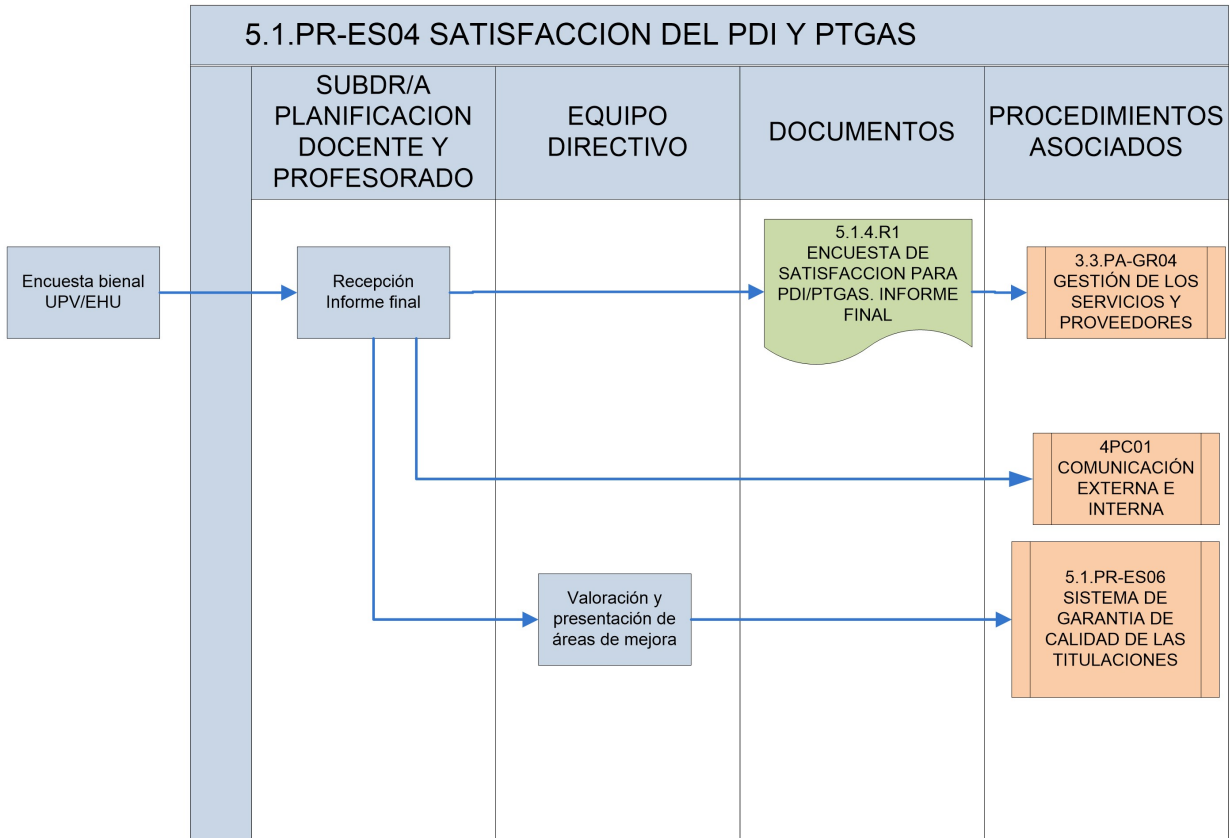 5.1.PR-ES04 SATISFACCION DEL PDI Y PTGAS
SUBDR/A
PLANIFICACION
DOCENTE Y
PROFESORADO
EQUIPO
DIRECTIVO
DOCUMENTOS
PROCEDIMIENTOS
ASOCIADOS
Encuesta bienal
UPV/EHU
Recepción
Informe final
5.1.4.R1
ENCUESTA DE
SATISFACCION PARA
PDI/PTGAS. INFORME
FINAL
3.3.PA-GR04
GESTIÓN DE LOS
SERVICIOS Y
PROVEEDORES
4PC01
COMUNICACIÓN
EXTERNA E
INTERNA
Valoración y
presentación de
áreas de mejora
5.1.PR-ES06
SISTEMA DE
GARANTIA DE
CALIDAD DE LAS
TITULACIONES